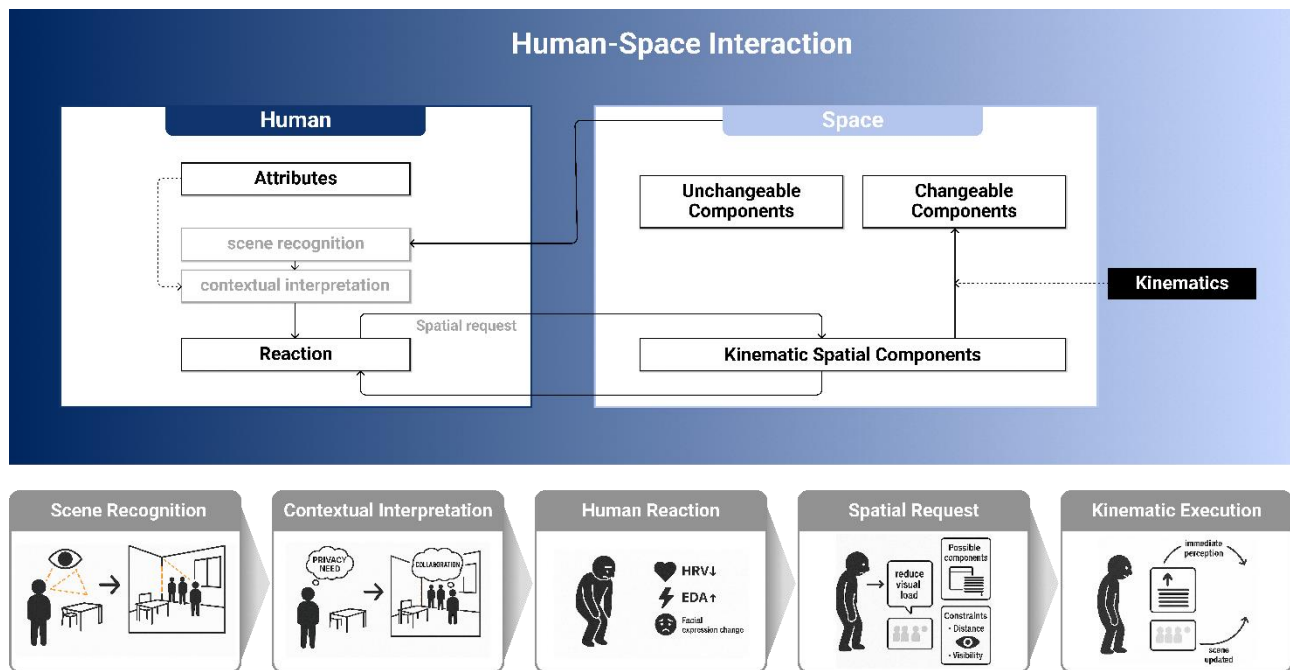 Human-Space Interaction
Human
Space
Attributes
Unchangeable
Components
Changeable
Components
scene recognition
contextual interpretation
Kinematics
Spatial request
Reaction
Kinematic Spatial Components
Scene Recognition
Contextual Interpretation
PRIVACY
NEED
COLLABORATION
Human Reaction
HRV↓
EDA↑
Facial
expression change
Spatial Request
reduce
visual
load
Possible
components
Constraints
• Distance
• Visibility
Kinematic Execution
immediate
perception
scene
updated